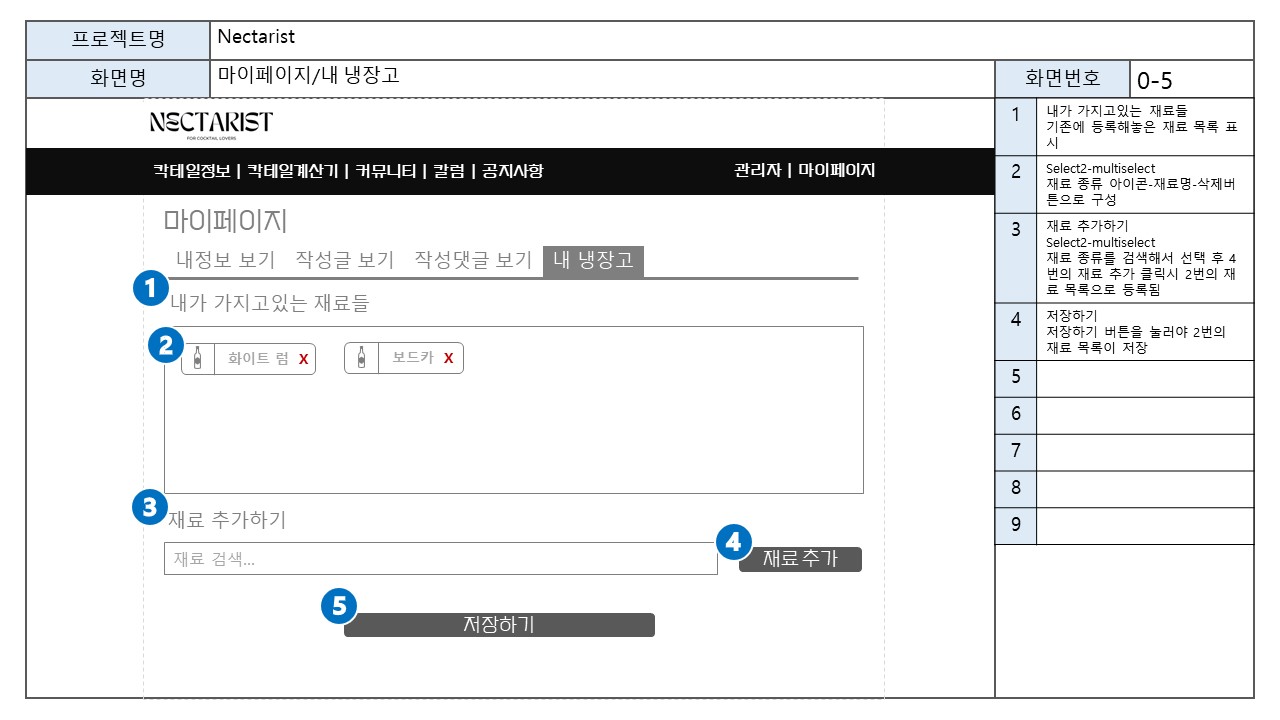 프로젝트명
Nectarist
화면명
마이페이지/내 냉장고
화면번호
0-5
NECTARIST
FOR COCKTAIL LOVERS
칵테일정보 | 칵테일계산기 | 커뮤니티 | 칼럼 | 공지사항
관리자 | 마이페이지
마이페이지
내정보 보기 작성글 보기 작성댓글 보기 내 냉장고
1
내가 가지고있는 재료들
2
화이트 럼 X
보드카 X
3
재료 추가하기
재료 검색...
4
재료 추가
5
저장하기
1
내가 가지고있는 재료들
기존에 등록해놓은 재료 목록 표
시
2
Select2-multiselect
재료 종류 아이콘-재료명-삭제버
튼으로 구성
3
재료 추가하기
Select2-multiselect
재료 종류를 검색해서 선택 후 4
번의 재료 추가 클릭시 2번의 재
료 목록으로 등록됨
4
저장하기
저장하기 버튼을 눌러야 2번의
재료 목록이 저장
5
6
7
8
9